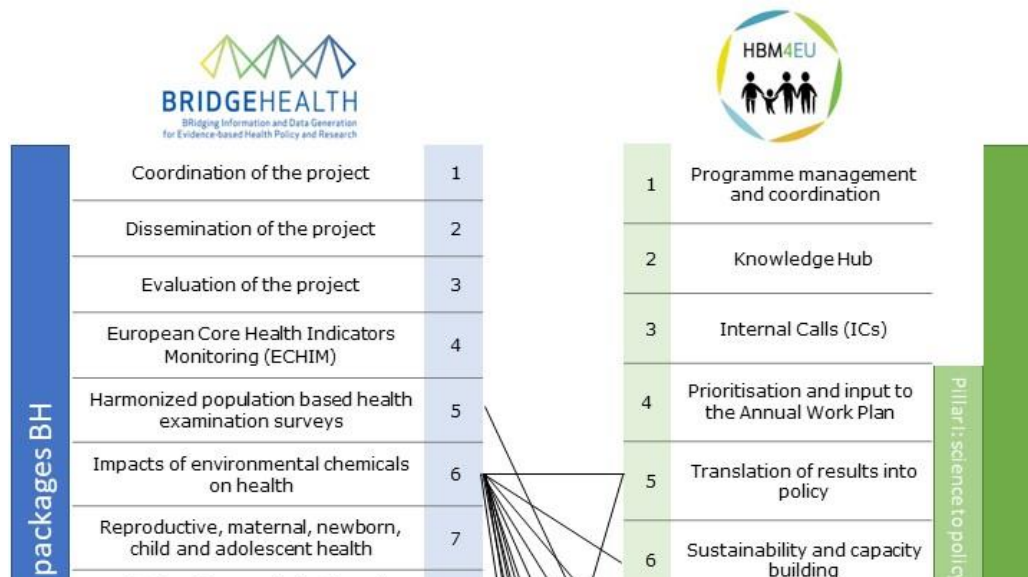 BRIDGEHEALTH
BRidging Information and Data Generation
for Evidence-based Health Policy and Research
HBM4EU
packages BH
Coordination of the project
1
Dissemination of the project
2
Evaluation of the project
3
European Core Health Indicators
Monitoring (ECHIM)
4
Harmonized population based health
examination surveys
5
Impacts of environmental chemicals
on health
6
Reproductive, maternal, newborn,
child and adolescent health
7
1
Programme management
and coordination
2
Knowledge Hub
3
Internal Calls (ICs)
4
Prioritisation and input to
the Annual Work Plan
5
Translation of results into
policy
6
Sustainability and capacity
building
Pillar I: science to polic